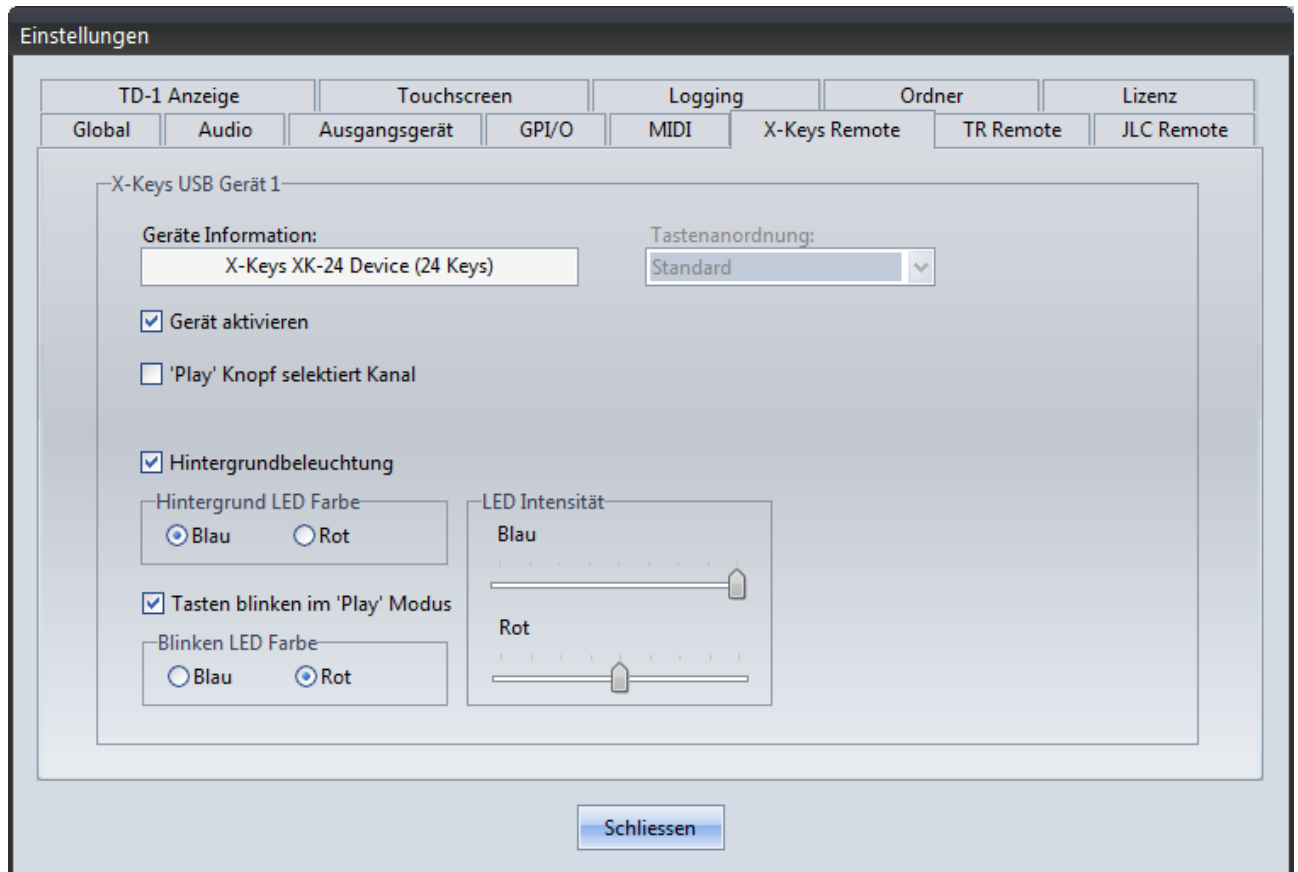 Einstellungen
TD-1 Anzeige Touchscreen Logging Ordner Lizenz
Global Audio Ausgangsgerät GPI/O MIDI X-Keys Remote TR Remote JLC Remote
X-Keys USB Gerät 1
Geräte Information: Tastenanordnung:
X-Keys XK-24 Device (24 Keys) Standard
Gerät aktivieren
'Play' Knopf selektiert Kanal
Hintergrundbeleuchtung
Hintergrund LED Farbe LED Intensität
Blau Rot Blau
Tasten blinken im 'Play' Modus
Rot
Blinken LED Farbe
Blau Rot
Schliessen